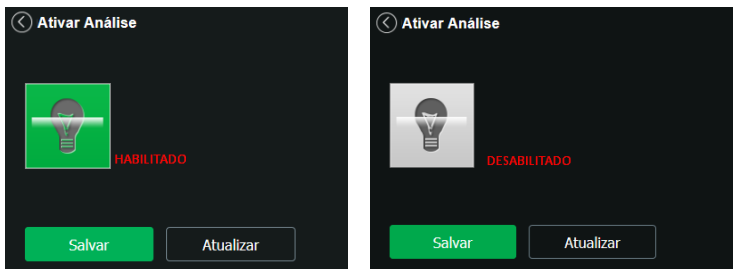 Ativar Análise
HABILITADO
Salvar
Atualizar
Ativar Análise
DESABILITADO
Salvar
Atualizar